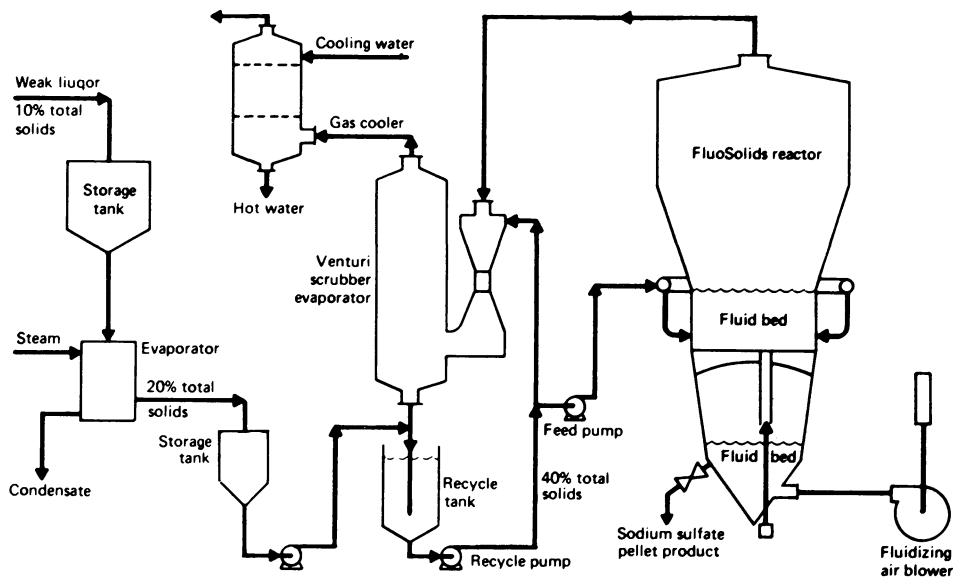 Cooling water
Weak liuqor
10% total
solids
Gas cooler
FluoSolids reactor
Storage
tank
Hot water
Venturi
scrubber
evaporator
Fluid bed
Steam
Evaporator
20% total
solids
Storage
tank
Feed pump
Fluid bed
Condensate
Recycle
tank
40% total
solids
Sodium sulfate
pellet product
Recycle pump
Fluidizing
air blower